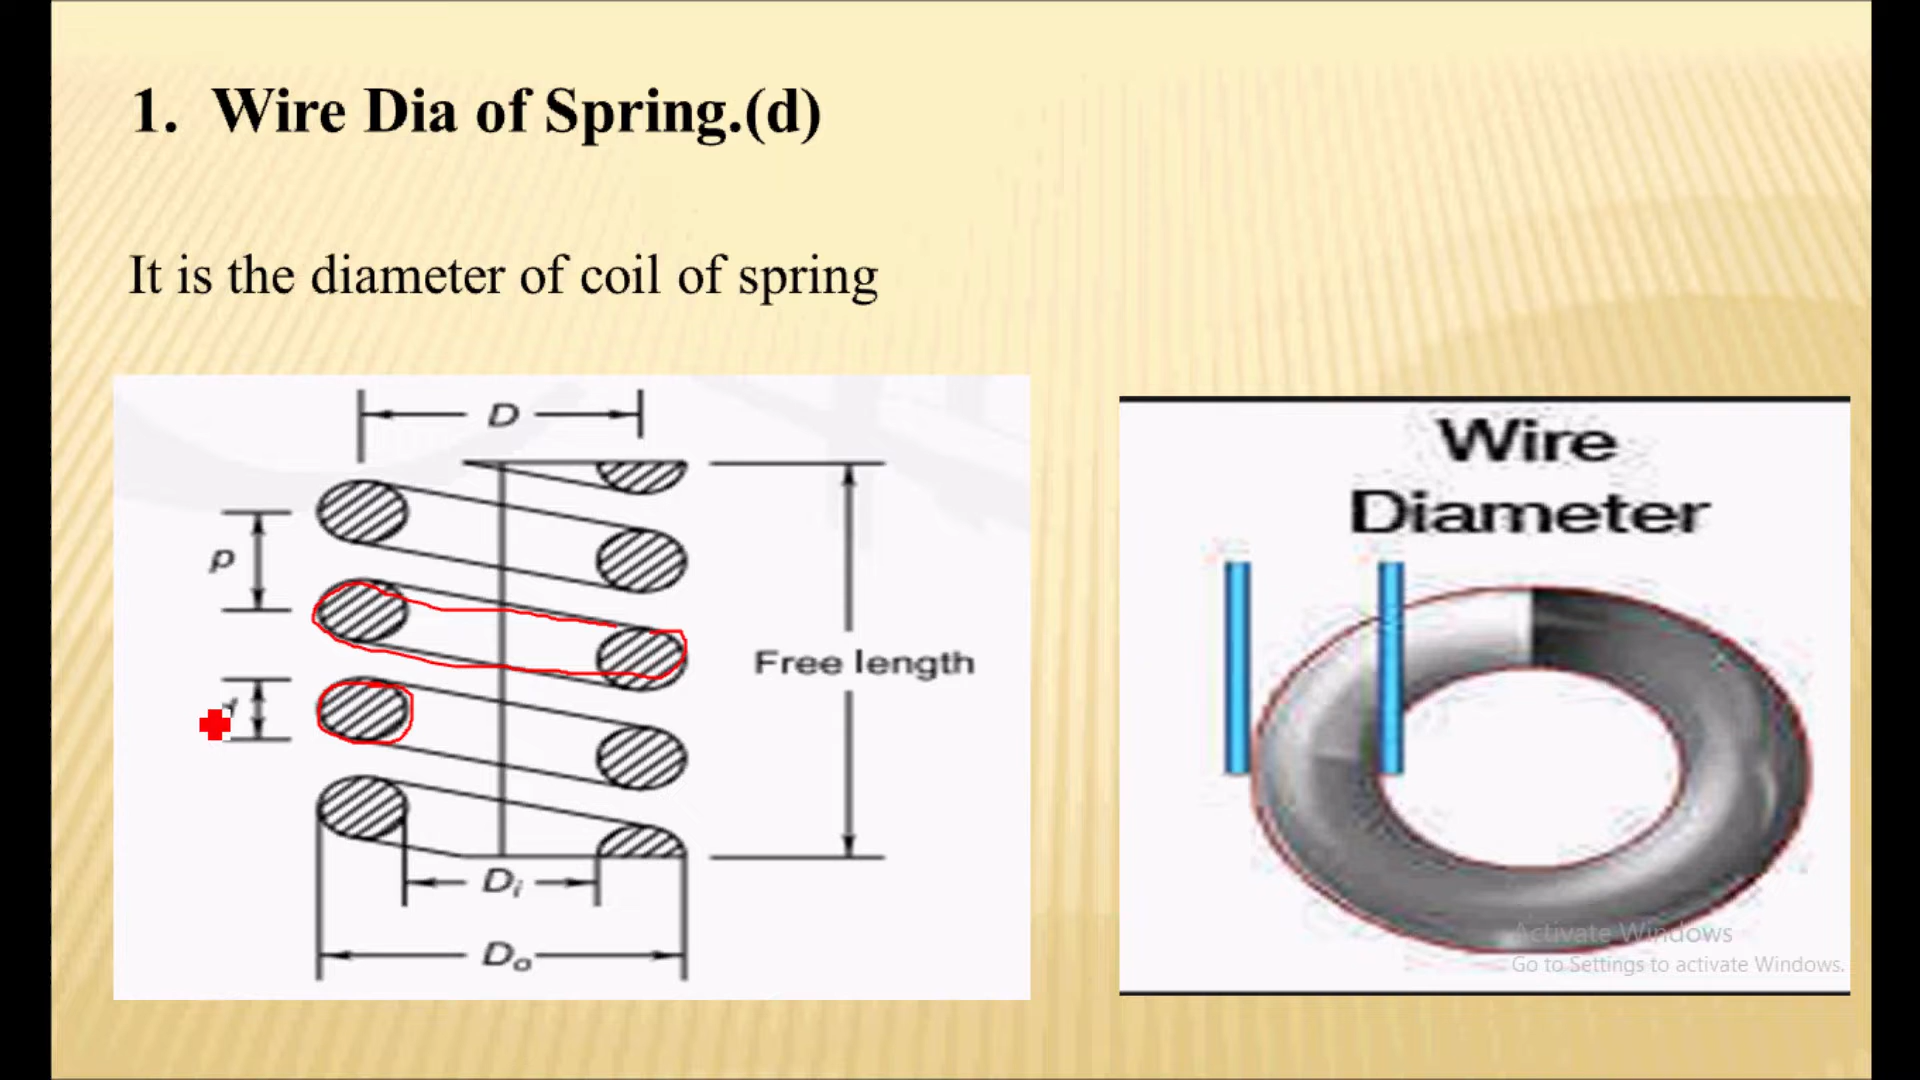 1. Wire Dia of Spring.(d)
It is the diameter of coil of spring
D
p
Free length
Di
Do
Wire
Diameter
Activate Windows
Go to Settings to activate Windows.